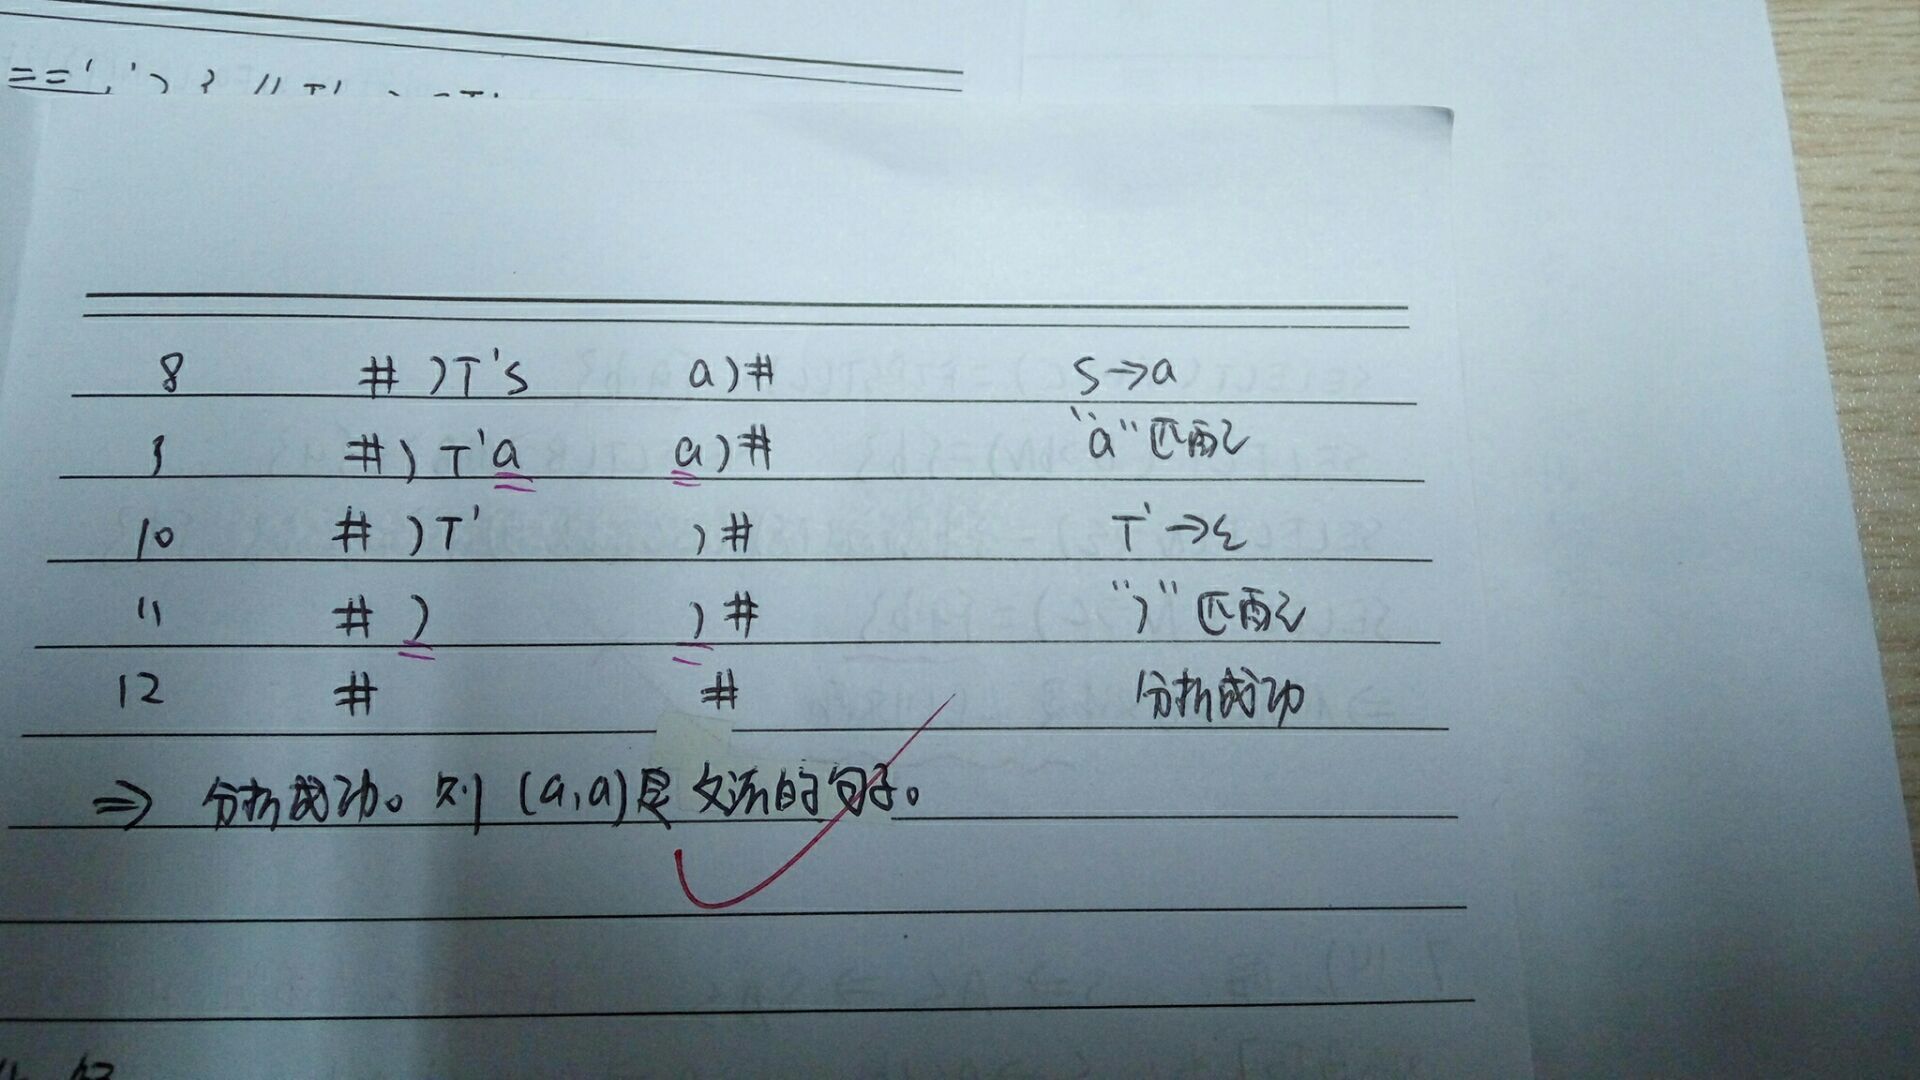 =='
8 #)T's a)# S→a
9 #)T'a a)# "a"匹配
10 #)T' )# T'→ε
11 #) )# ")"匹配
12 # # 分析成功
⇒ 分析成功。则(a,a)是文法的句子。